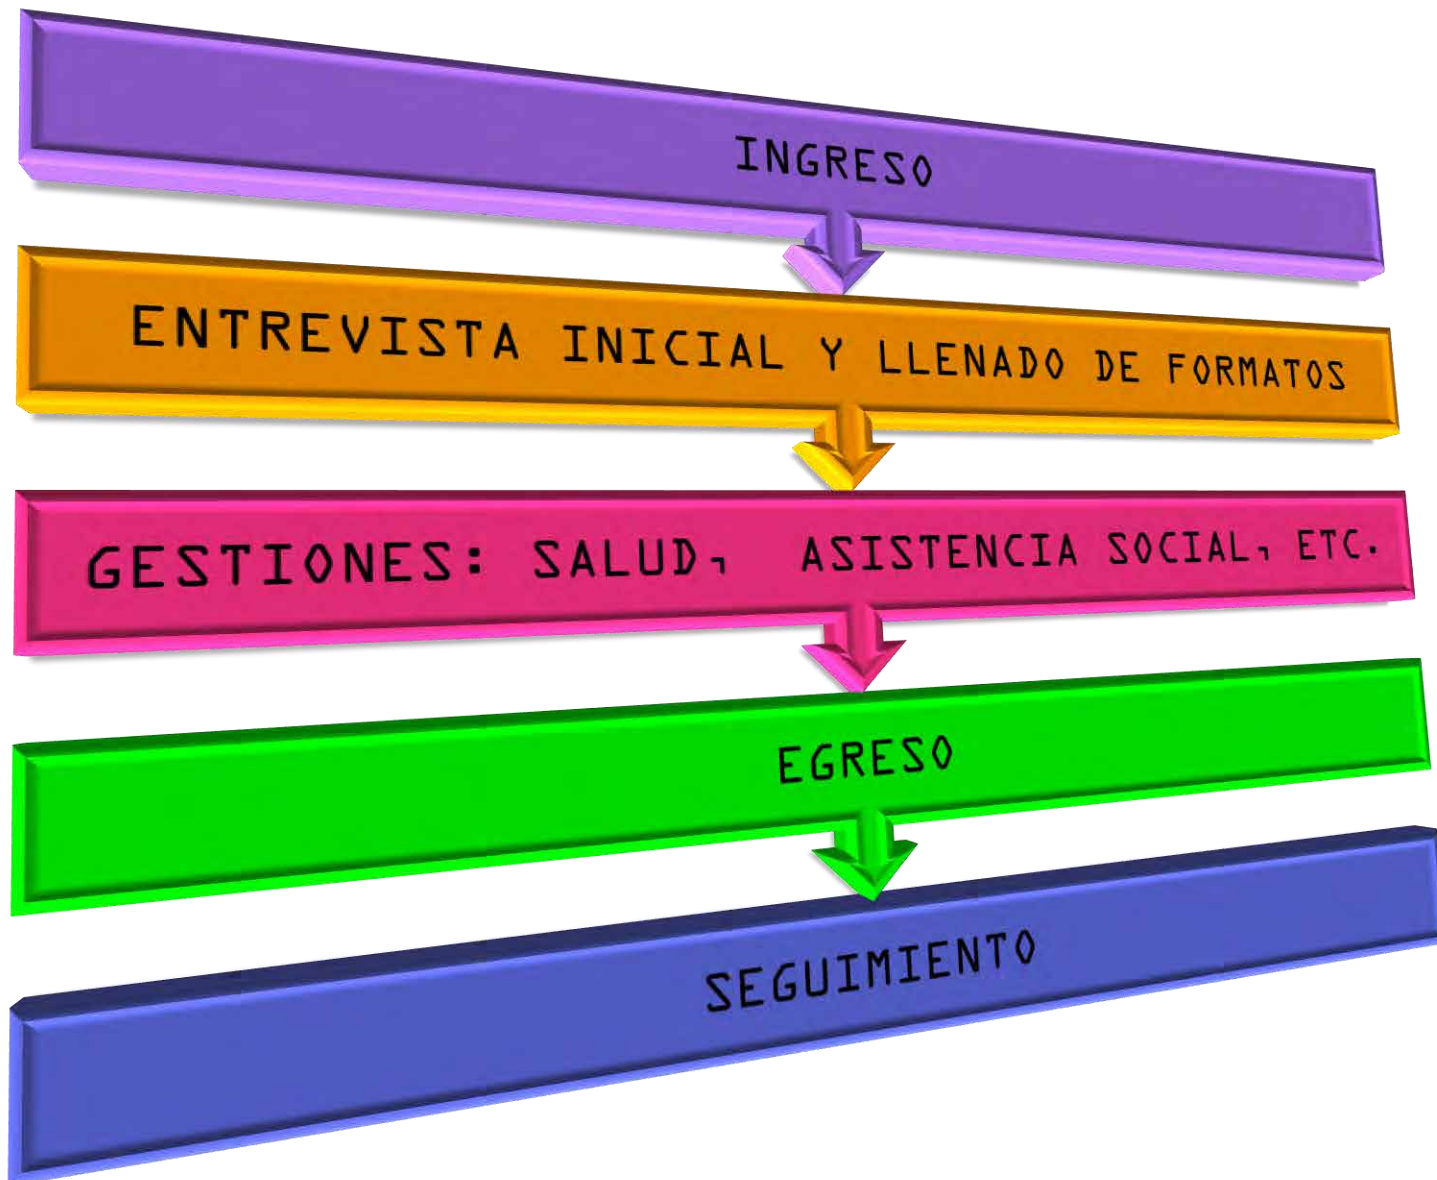 INGRESO
ENTREVISTA INICIAL Y LLENADO DE FORMATOS
GESTIONES: SALUD, ASISTENCIA SOCIAL, ETC.
EGRESO
SEGUIMIENTO